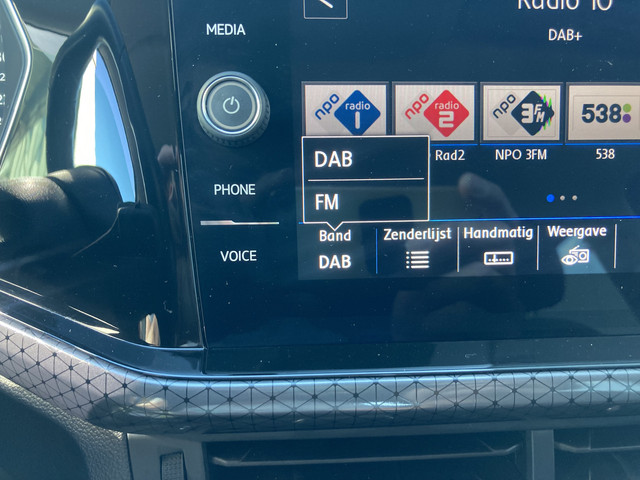 Radio 10
DAB+
MEDIA
npo radio 1
npo radio 2
npo 3FM
538
Rad2
NPO 3FM
538
DAB
FM
PHONE
VOICE
Band
DAB
Zenderlijst
Handmatig
Weergave